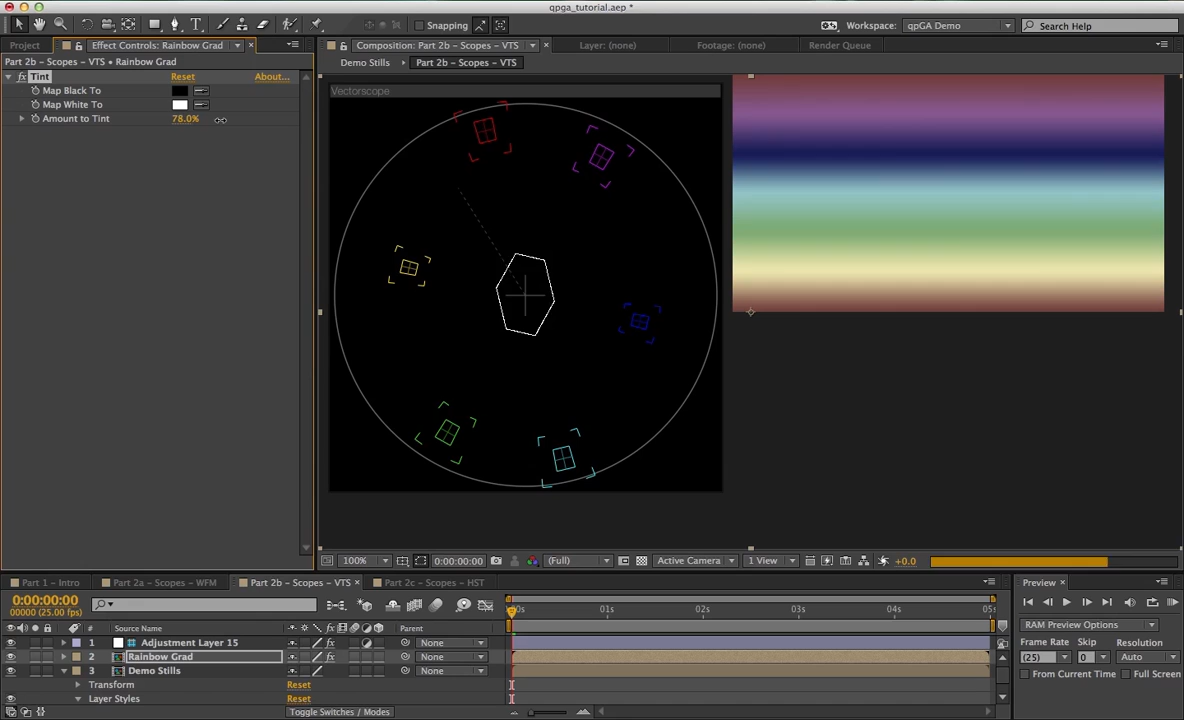 qpga_tutorial.aep *
Snapping
Workspace: qpGA Demo
Search Help
Project
Effect Controls: Rainbow Grad
Composition: Part 2b – Scopes – VTS
Layer: (none)
Footage: (none)
Render Queue
Part 2b – Scopes – VTS • Rainbow Grad
Demo Stills
Part 2b – Scopes – VTS
fx Tint Reset About...
Map Black To
Map White To
Amount to Tint 78.0%
Vectorscope
100%
0:00:00:00
(Full)
Active Camera
1 View
+0.0
Part 1 – Intro
Part 2a – Scopes – WFM
Part 2b – Scopes – VTS
Part 2c – Scopes – HST
Preview
0:00:00:00
00000 (25.00 fps)
:00s 01s 02s 03s 04s 05s
# Source Name Parent
1 Adjustment Layer 15 fx None
2 Rainbow Grad fx None
3 Demo Stills None
Transform Reset
Layer Styles Reset
Toggle Switches / Modes
RAM Preview Options
Frame Rate Skip Resolution
(25) 0 Auto
From Current Time Full Screen